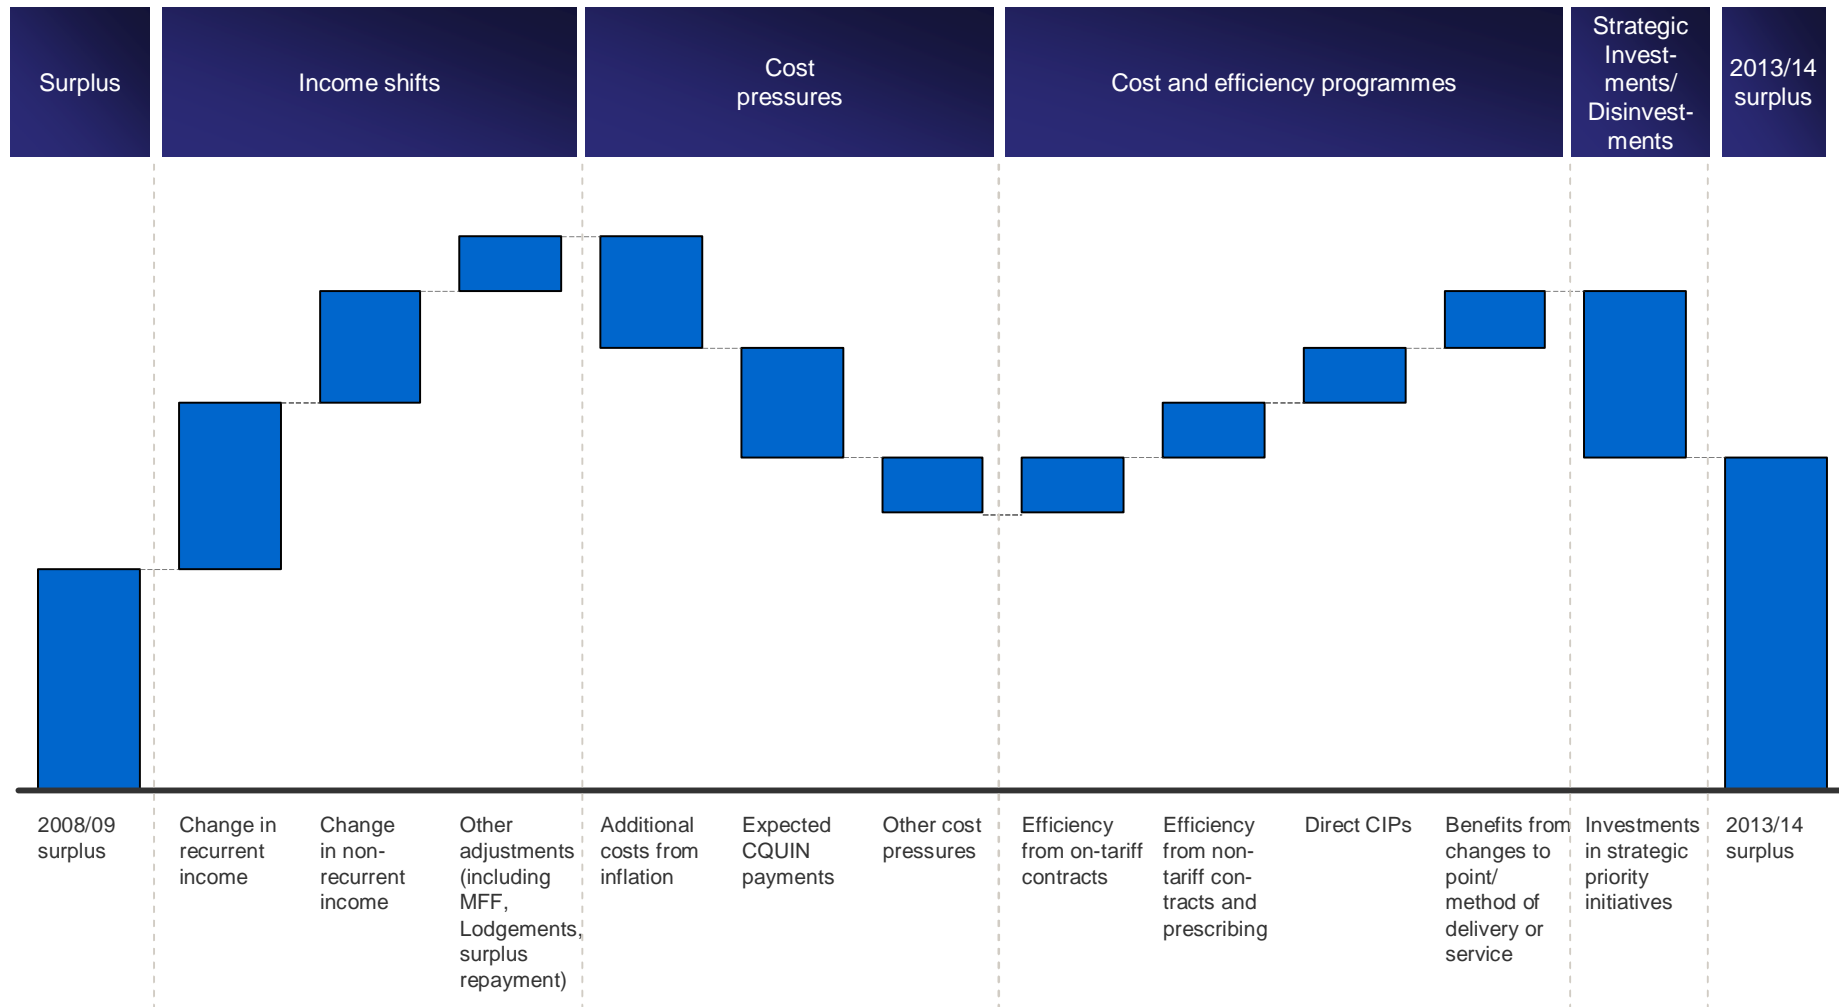 Surplus
Income shifts
Cost
pressures
Cost and efficiency programmes
Strategic
Invest-
ments/
Disinvest-
ments
2013/14
surplus
2008/09
surplus
Change in
recurrent
income
Change
in non-
recurrent
income
Other
adjustments
(including
MFF,
Lodgements,
surplus
repayment)
Additional
costs from
inflation
Expected
CQUIN
payments
Other cost
pressures
Efficiency
from on-tariff
contracts
Efficiency
from non-
tariff con-
tracts and
prescribing
Direct CIPs
Benefits from
changes to
point/
method of
delivery or
service
Investments
in strategic
priority
initiatives
2013/14
surplus